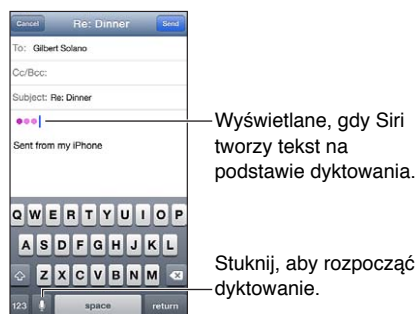 Cancel Re: Dinner Send
To: Gilbert Solano
Cc/Bcc:
Subject: Re: Dinner
Sent from my iPhone
Wyświetlane, gdy Siri
tworzy tekst na
podstawie dyktowania.
Q W E R T Y U I O P
A S D F G H J K L
Z X C V B N M
123 space return
Stuknij, aby rozpocząć
dyktowanie.